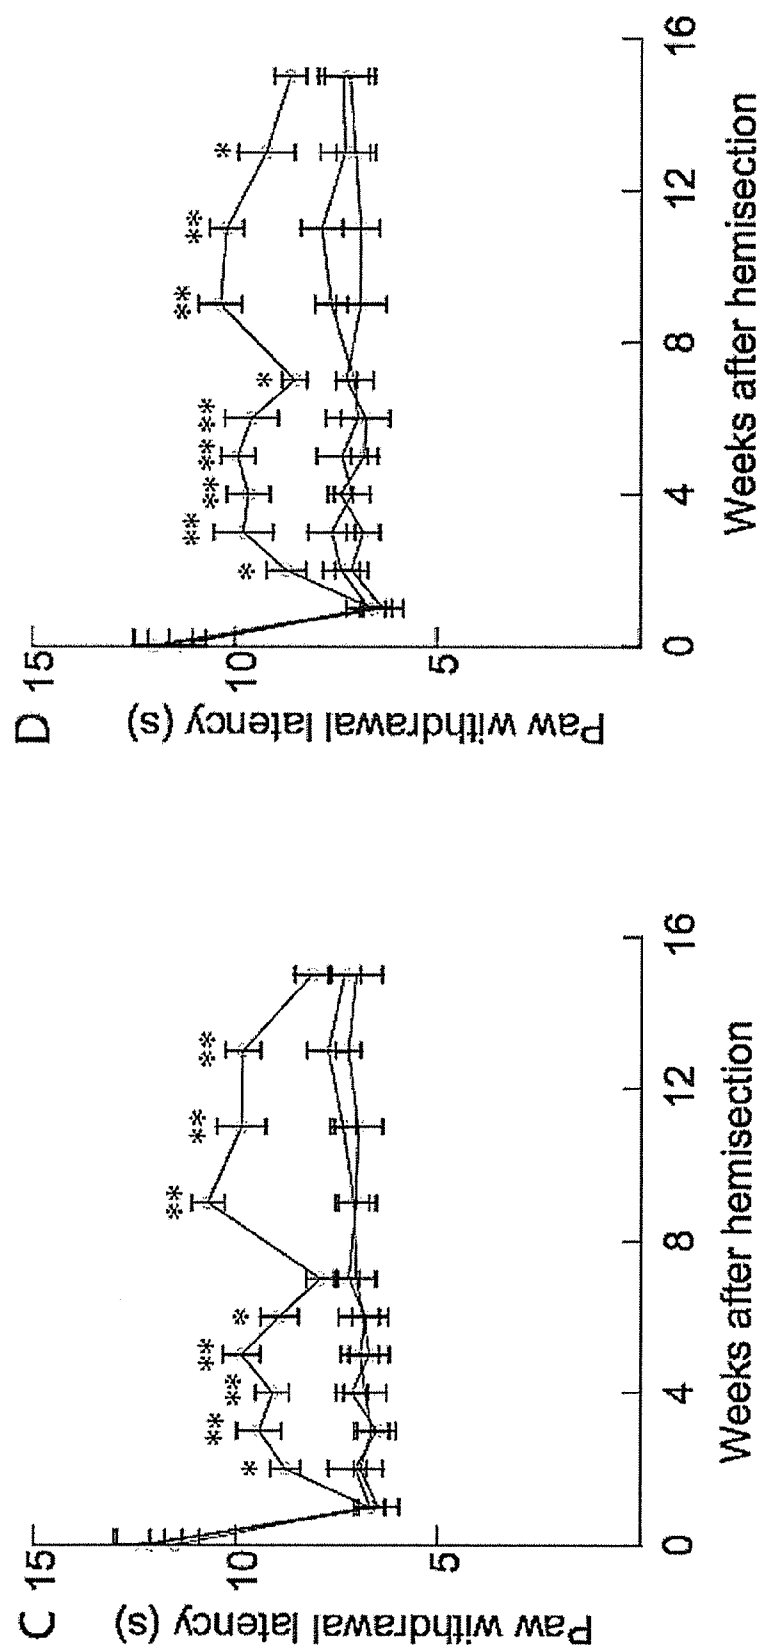 C
Paw withdrawal latency (s)
15
10
5
* ** ** ** * ** ** **
0 4 8 12 16
Weeks after hemisection
D
Paw withdrawal latency (s)
15
10
5
* ** ** ** ** * ** ** *
0 4 8 12 16
Weeks after hemisection